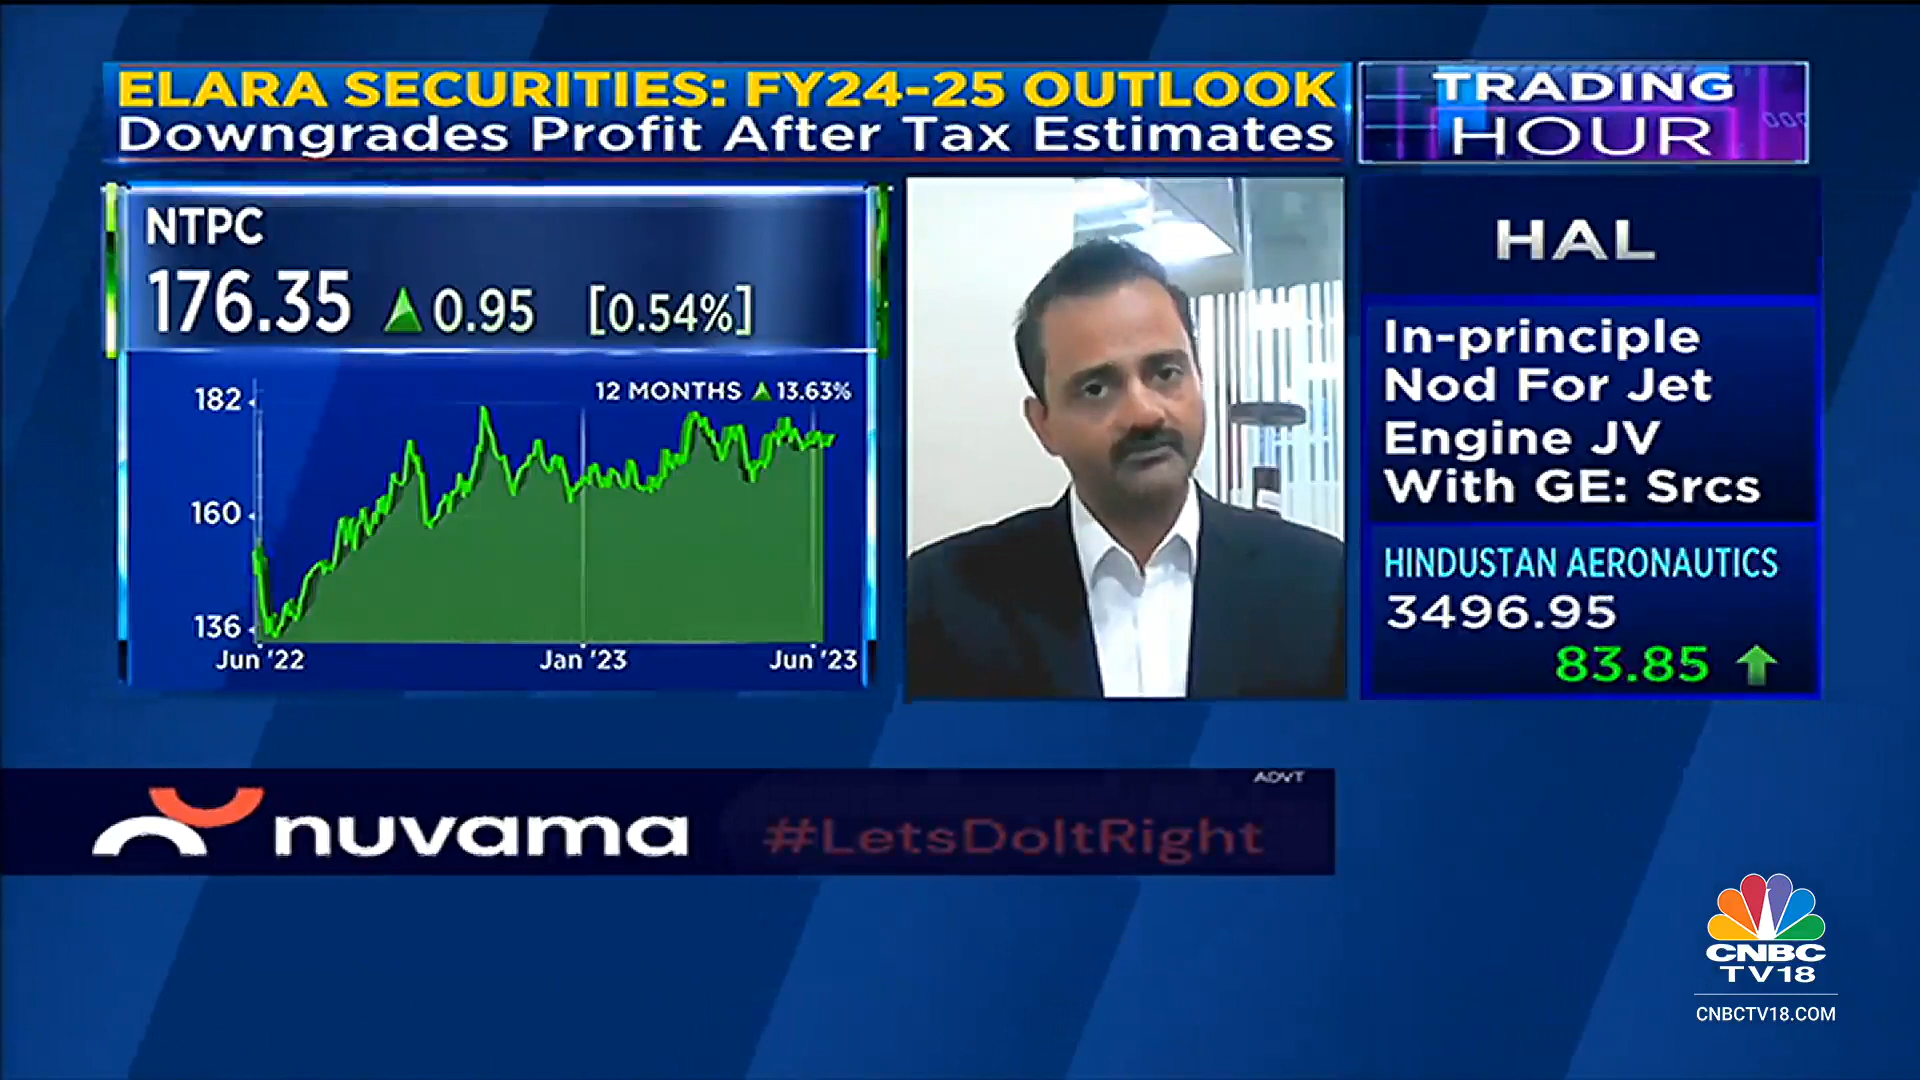 ELARA SECURITIES: FY24-25 OUTLOOK
Downgrades Profit After Tax Estimates
TRADING
HOUR
NTPC
176.35 ▲ 0.95 [0.54%]
12 MONTHS ▲ 13.63%
182
160
136
Jun '22 Jan '23 Jun '23
HAL
In-principle
Nod For Jet
Engine JV
With GE: Srcs
HINDUSTAN AERONAUTICS
3496.95
83.85
ADVT
nuvama #LetsDoItRight
CNBC
TV18
CNBCTV18.COM